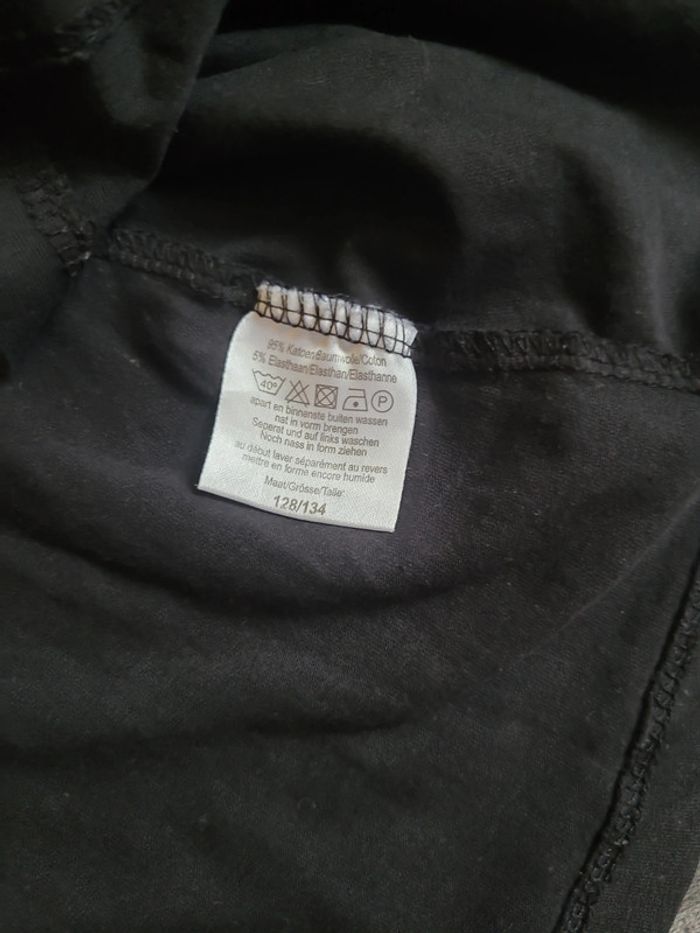 95% Katoen/Baumwolle/Coton
5% Elasthaan/Elasthan/Elasthanne
40° P
apart en binnenste buiten wassen
nat in vorm brengen
Seperat und auf links waschen
Noch nass in form ziehen
au début laver séparément au revers
mettre en forme encore humide
Maat/Grösse/Taille
128/134